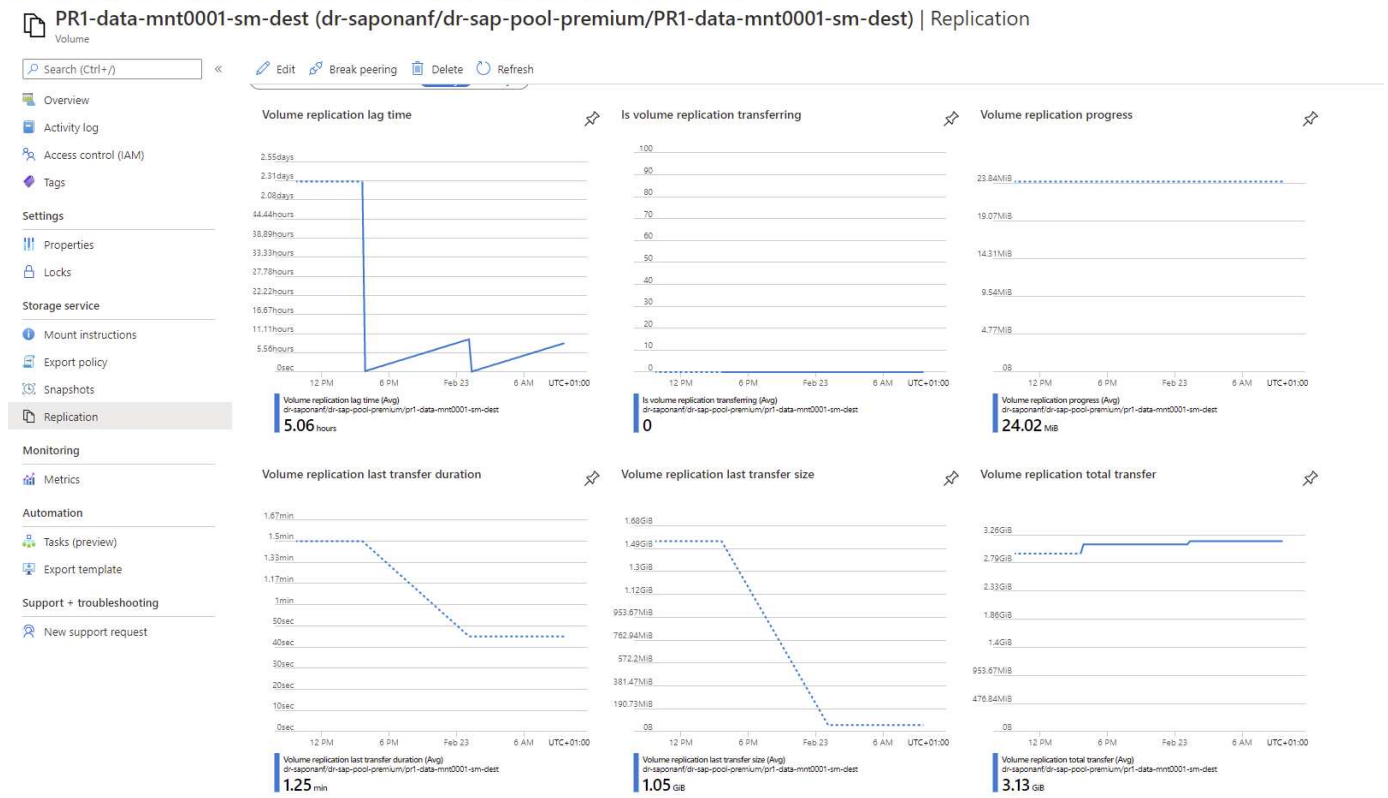 PR1-data-mnt0001-sm-dest (dr-saponanf/dr-sap-pool-premium/PR1-data-mnt0001-sm-dest) | Replication
Volume
Search (Ctrl+/)
«
Edit
Break peering
Delete
Refresh
Overview
Activity log
Access control (IAM)
Tags
Settings
Properties
Locks
Storage service
Mount instructions
Export policy
Snapshots
Replication
Monitoring
Metrics
Automation
Tasks (preview)
Export template
Support + troubleshooting
New support request
Volume replication lag time
2.55days
2.31days
2.08days
44.44hours
38.89hours
33.33hours
27.78hours
22.22hours
16.67hours
11.11hours
5.56hours
0sec
12 PM 6 PM Feb 23 6 AM UTC+01:00
Volume replication lag time (Avg)
dr-saponanf/dr-sap-pool-premium/pr1-data-mnt0001-sm-dest
5.06 hours
Is volume replication transferring
100
90
80
70
60
50
40
30
20
10
0
12 PM 6 PM Feb 23 6 AM UTC+01:00
Is volume replication transferring (Avg)
dr-saponanf/dr-sap-pool-premium/pr1-data-mnt0001-sm-dest
0
Volume replication progress
23.84MiB
19.07MiB
14.31MiB
9.54MiB
4.77MiB
0B
12 PM 6 PM Feb 23 6 AM UTC+01:00
Volume replication progress (Avg)
dr-saponanf/dr-sap-pool-premium/pr1-data-mnt0001-sm-dest
24.02 MiB
Volume replication last transfer duration
1.67min
1.5min
1.33min
1.17min
1min
50sec
40sec
30sec
20sec
10sec
0sec
12 PM 6 PM Feb 23 6 AM UTC+01:00
Volume replication last transfer duration (Avg)
dr-saponanf/dr-sap-pool-premium/pr1-data-mnt0001-sm-dest
1.25 min
Volume replication last transfer size
1.68GiB
1.49GiB
1.3GiB
1.12GiB
953.67MiB
762.94MiB
572.2MiB
381.47MiB
190.73MiB
0B
12 PM 6 PM Feb 23 6 AM UTC+01:00
Volume replication last transfer size (Avg)
dr-saponanf/dr-sap-pool-premium/pr1-data-mnt0001-sm-dest
1.05 GiB
Volume replication total transfer
3.26GiB
2.79GiB
2.33GiB
1.86GiB
1.4GiB
953.67MiB
476.84MiB
0B
12 PM 6 PM Feb 23 6 AM UTC+01:00
Volume replication total transfer (Avg)
dr-saponanf/dr-sap-pool-premium/pr1-data-mnt0001-sm-dest
3.13 GiB